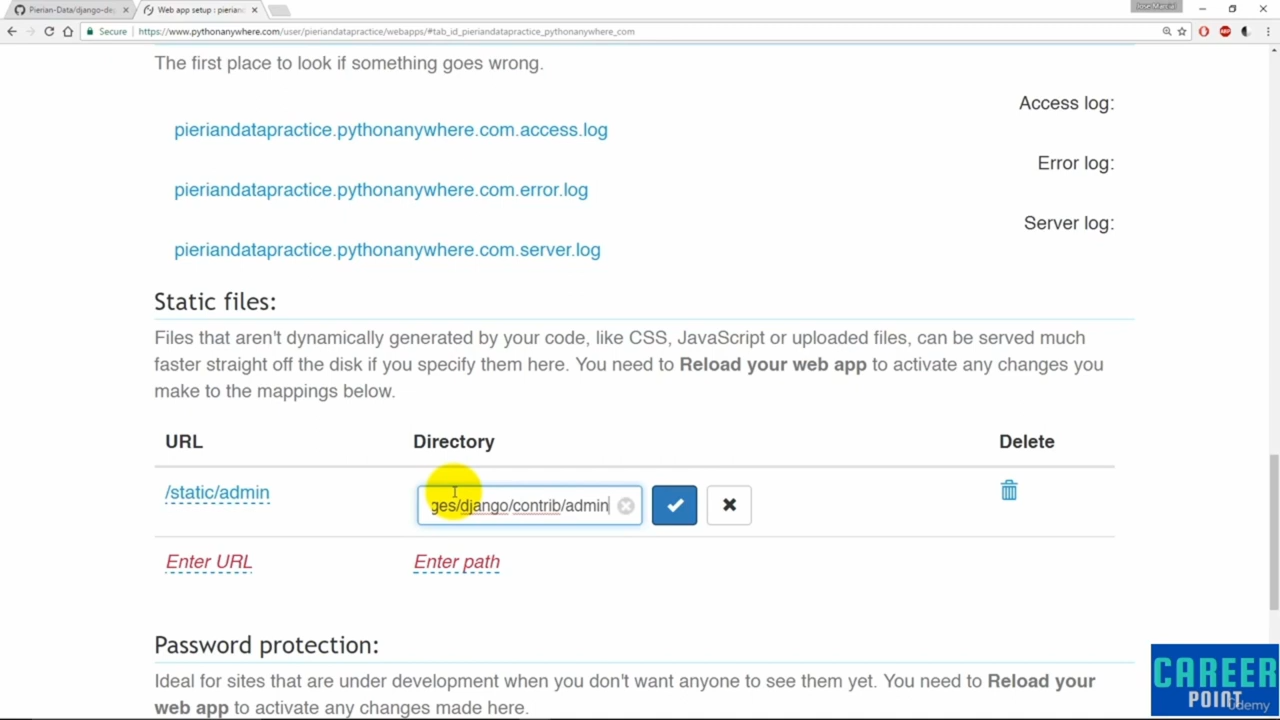 Pierian-Data/django-de
Web app setup : pierian
Jose Marcial
Secure
https://www.pythonanywhere.com/user/pieriandatapractice/webapps/#tab_id_pieriandatapractice_pythonanywhere_com
ABP
The first place to look if something goes wrong.
Access log:
pieriandatapractice.pythonanywhere.com.access.log
Error log:
pieriandatapractice.pythonanywhere.com.error.log
Server log:
pieriandatapractice.pythonanywhere.com.server.log
Static files:
Files that aren't dynamically generated by your code, like CSS, JavaScript or uploaded files, can be served much
faster straight off the disk if you specify them here. You need to Reload your web app to activate any changes you
make to the mappings below.
URL Directory Delete
/static/admin ges/django/contrib/admin
Enter URL Enter path
Password protection:
Ideal for sites that are under development when you don't want anyone to see them yet. You need to Reload your
web app to activate any changes made here.
CAREER
POINT
Udemy